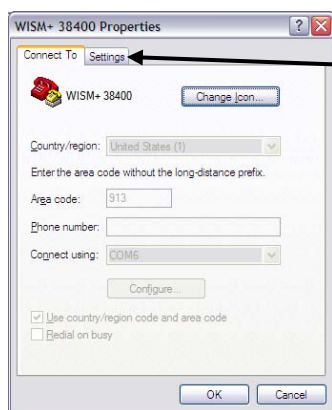 WISM+ 38400 Properties
Connect To Settings
WISM+ 38400 Change Icon...
Country/region: United States (1)
Enter the area code without the long-distance prefix.
Area code: 913
Phone number:
Connect using: COM6
Configure...
Use country/region code and area code
Redial on busy
OK Cancel